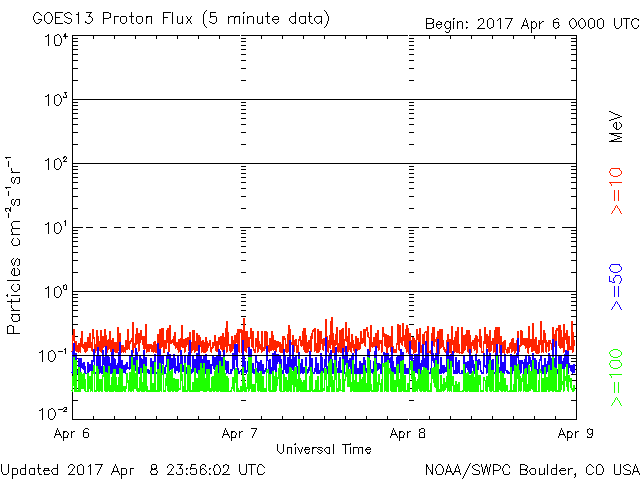 GOES13 Proton Flux (5 minute data)
Begin: 2017 Apr 6 0000 UTC
Particles cm⁻²s⁻¹sr⁻¹
10⁴
10³
10²
10¹
10⁰
10⁻¹
10⁻²
Apr 6
Apr 7
Apr 8
Apr 9
Universal Time
MeV
>=10
>=50
>=100
Updated 2017 Apr  8 23:56:02 UTC
NOAA/SWPC Boulder, CO USA